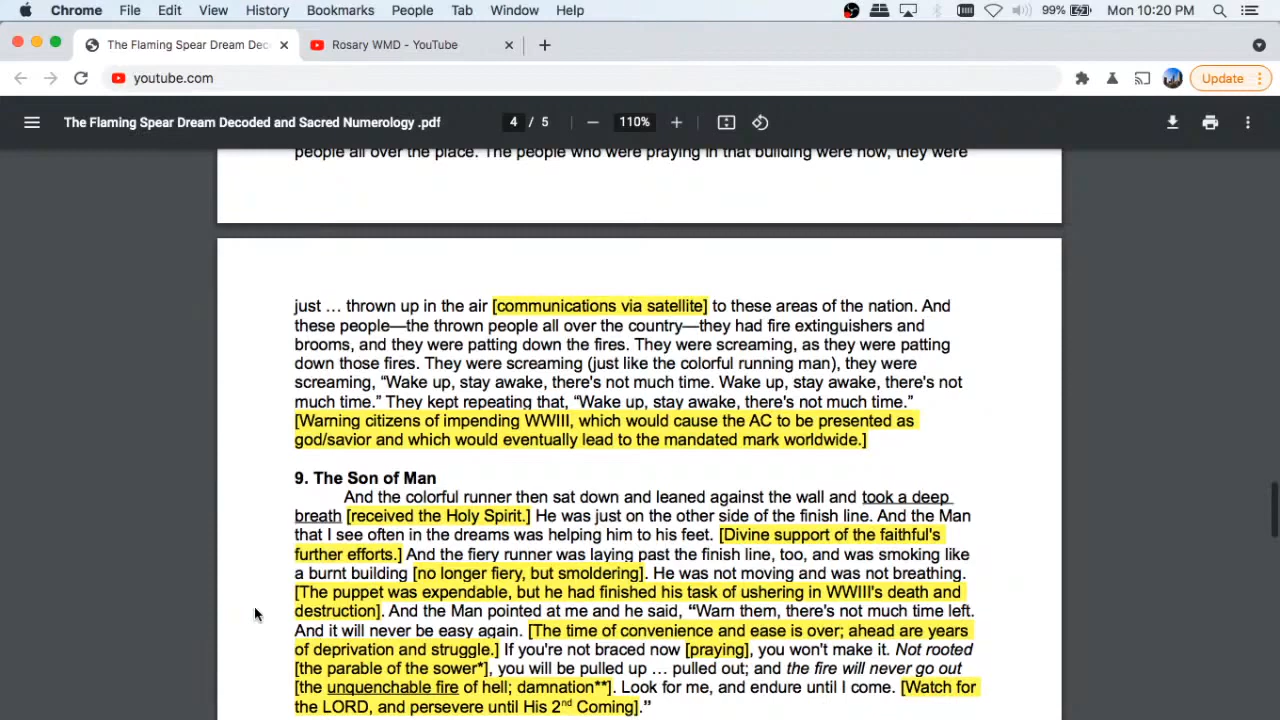 Chrome File Edit View History Bookmarks People Tab Window Help 99% Mon 10:20 PM
The Flaming Spear Dream Dec Rosary WMD - YouTube
youtube.com Update
The Flaming Spear Dream Decoded and Sacred Numerology .pdf 4 / 5 110%
people all over the place. The people who were praying in that building were now, they were
just … thrown up in the air [communications via satellite] to these areas of the nation. And
these people—the thrown people all over the country—they had fire extinguishers and
brooms, and they were patting down the fires. They were screaming, as they were patting
down those fires. They were screaming (just like the colorful running man), they were
screaming, “Wake up, stay awake, there's not much time. Wake up, stay awake, there's not
much time.” They kept repeating that, “Wake up, stay awake, there's not much time.”
[Warning citizens of impending WWIII, which would cause the AC to be presented as
god/savior and which would eventually lead to the mandated mark worldwide.]
9. The Son of Man
And the colorful runner then sat down and leaned against the wall and took a deep
breath [received the Holy Spirit.] He was just on the other side of the finish line. And the Man
that I see often in the dreams was helping him to his feet. [Divine support of the faithful's
further efforts.] And the fiery runner was laying past the finish line, too, and was smoking like
a burnt building [no longer fiery, but smoldering]. He was not moving and was not breathing.
[The puppet was expendable, but he had finished his task of ushering in WWIII's death and
destruction]. And the Man pointed at me and he said, “Warn them, there's not much time left.
And it will never be easy again. [The time of convenience and ease is over; ahead are years
of deprivation and struggle.] If you're not braced now [praying], you won't make it. Not rooted
[the parable of the sower*], you will be pulled up … pulled out; and the fire will never go out
[the unquenchable fire of hell; damnation**]. Look for me, and endure until I come. [Watch for
the LORD, and persevere until His 2nd Coming].”